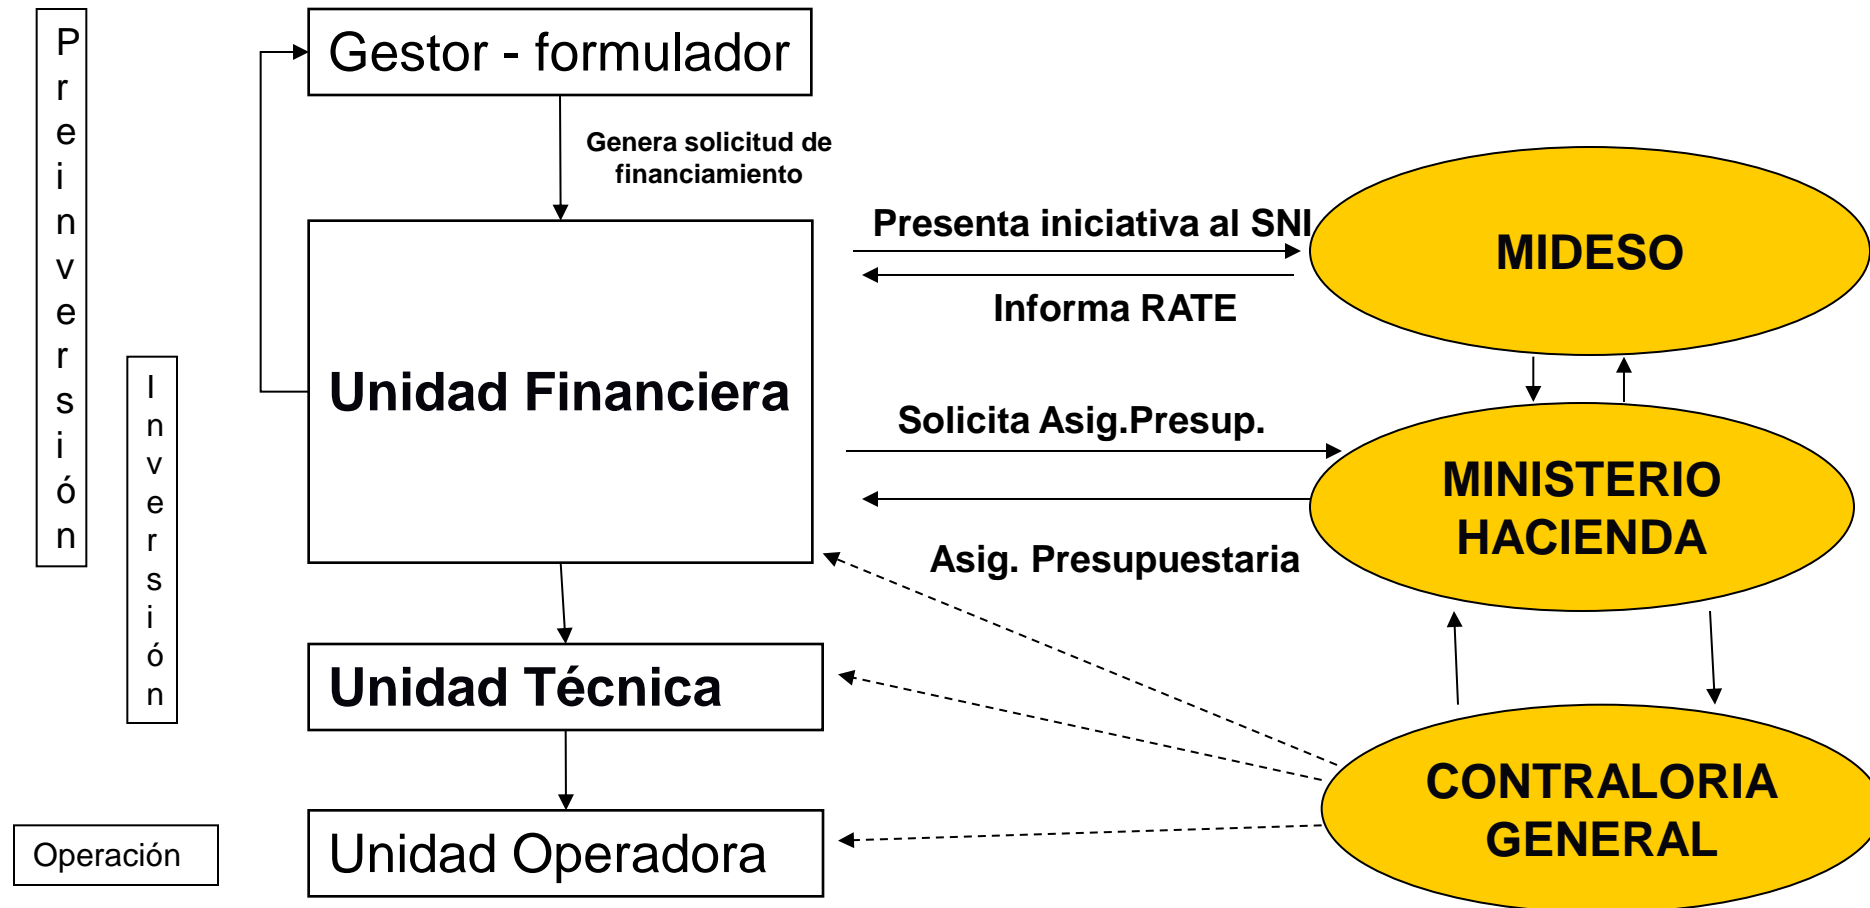 Preinversión
Gestor - formulador
Genera solicitud de
financiamiento
Presenta iniciativa al SNI
MIDESO
Informa RATE
Inversión
Unidad Financiera
Solicita Asig.Presup.
MINISTERIO
HACIENDA
Asig. Presupuestaria
Unidad Técnica
CONTRALORIA
GENERAL
Operación
Unidad Operadora